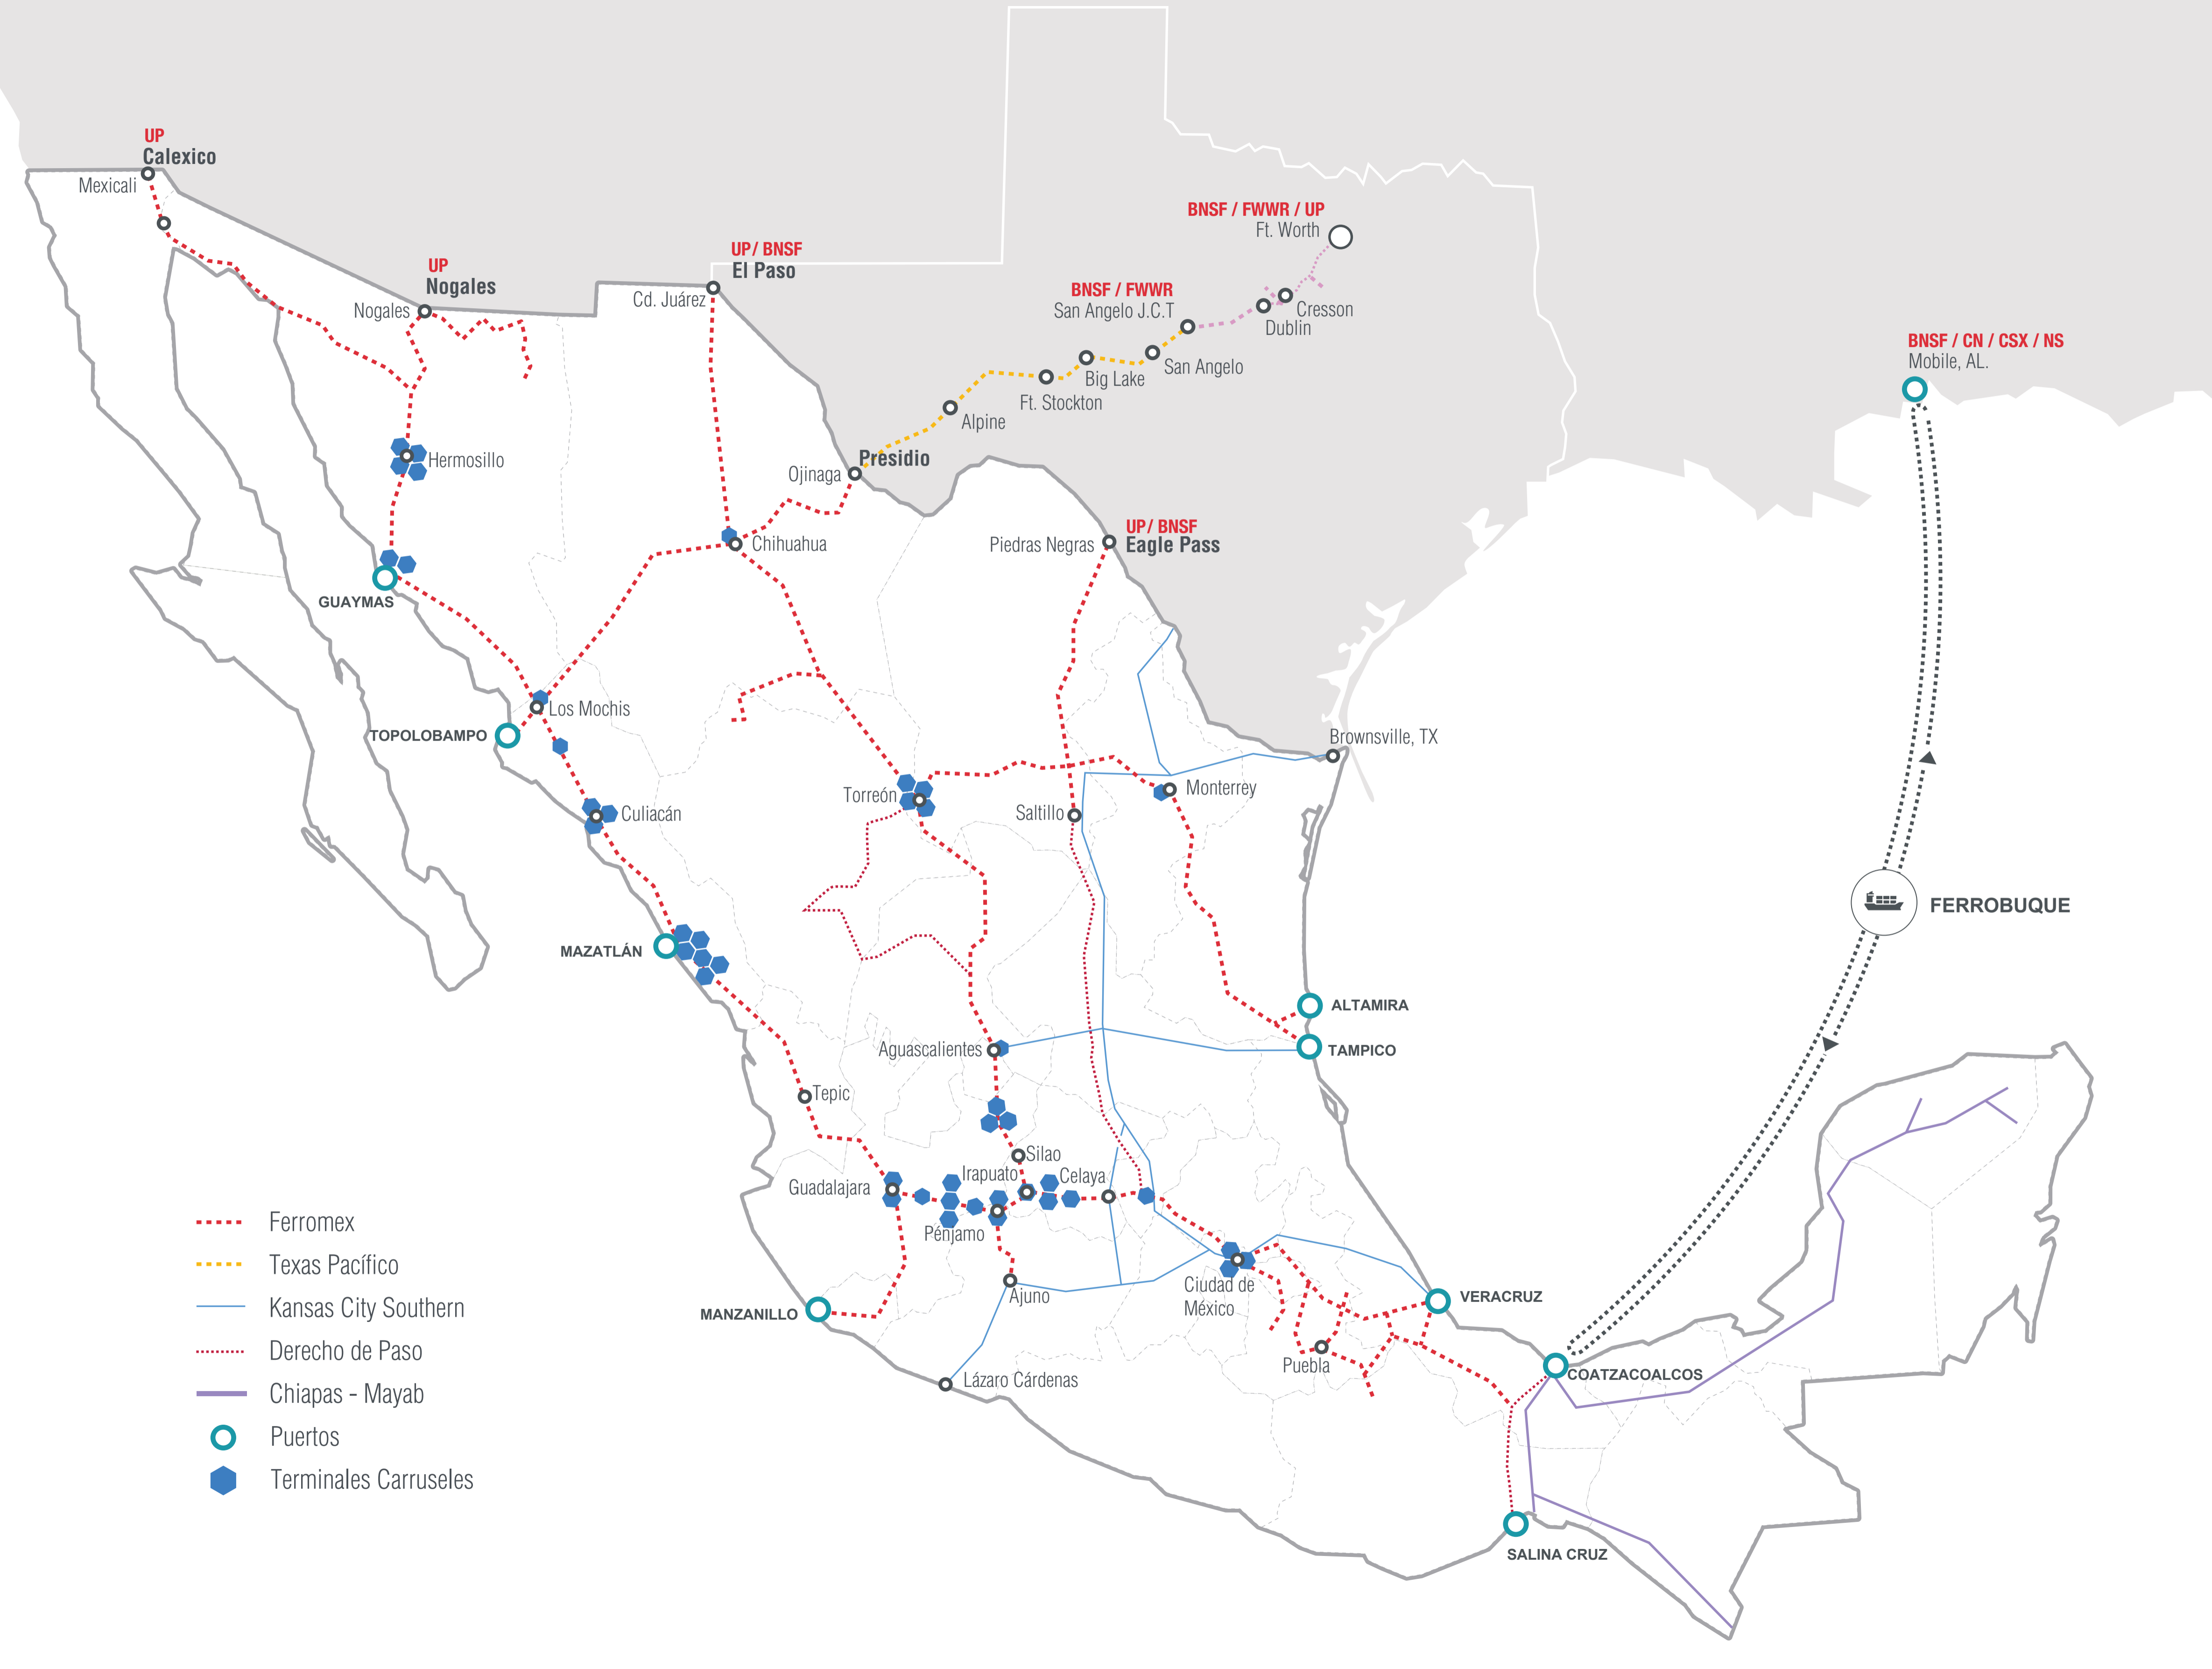 UP
Calexico
Mexicali
UP
Nogales
Nogales
UP/ BNSF
El Paso
Cd. Juárez
BNSF / FWWR / UP
Ft. Worth
BNSF / FWWR
San Angelo J.C.T
Cresson
Dublin
San Angelo
Big Lake
Ft. Stockton
Alpine
Presidio
Ojinaga
BNSF / CN / CSX / NS
Mobile, AL.
Hermosillo
Chihuahua
UP/ BNSF
Piedras Negras
Eagle Pass
GUAYMAS
Los Mochis
TOPOLOBAMPO
Brownsville, TX
Culiacán
Torreón
Monterrey
Saltillo
FERROBUQUE
MAZATLÁN
ALTAMIRA
Aguascalientes
TAMPICO
Tepic
Silao
Irapuato
Celaya
Guadalajara
Pénjamo
Ciudad de
México
Ajuno
VERACRUZ
MANZANILLO
Puebla
Lázaro Cárdenas
COATZACOALCOS
SALINA CRUZ
Ferromex
Texas Pacífico
Kansas City Southern
Derecho de Paso
Chiapas - Mayab
Puertos
Terminales Carruseles